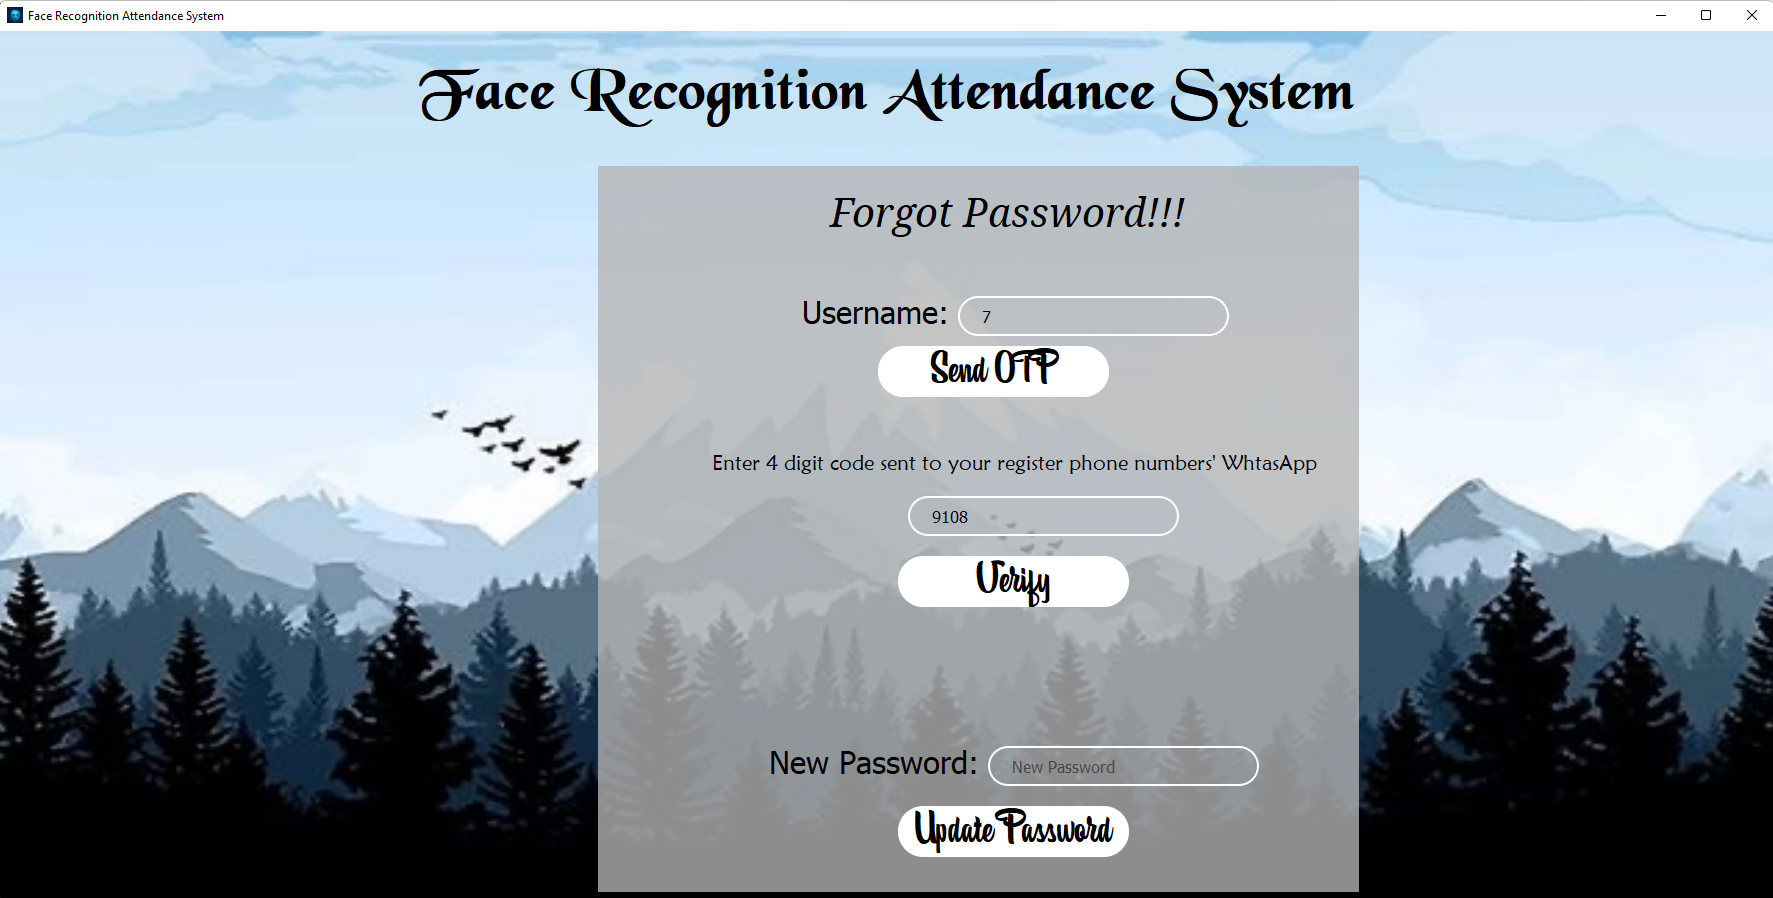 Face Recognition Attendance System
Face Recognition Attendance System
Forgot Password!!!
Username: 7
Send OTP
Enter 4 digit code sent to your register phone numbers' WhtasApp
9108
Verify
New Password: New Password
Update Password